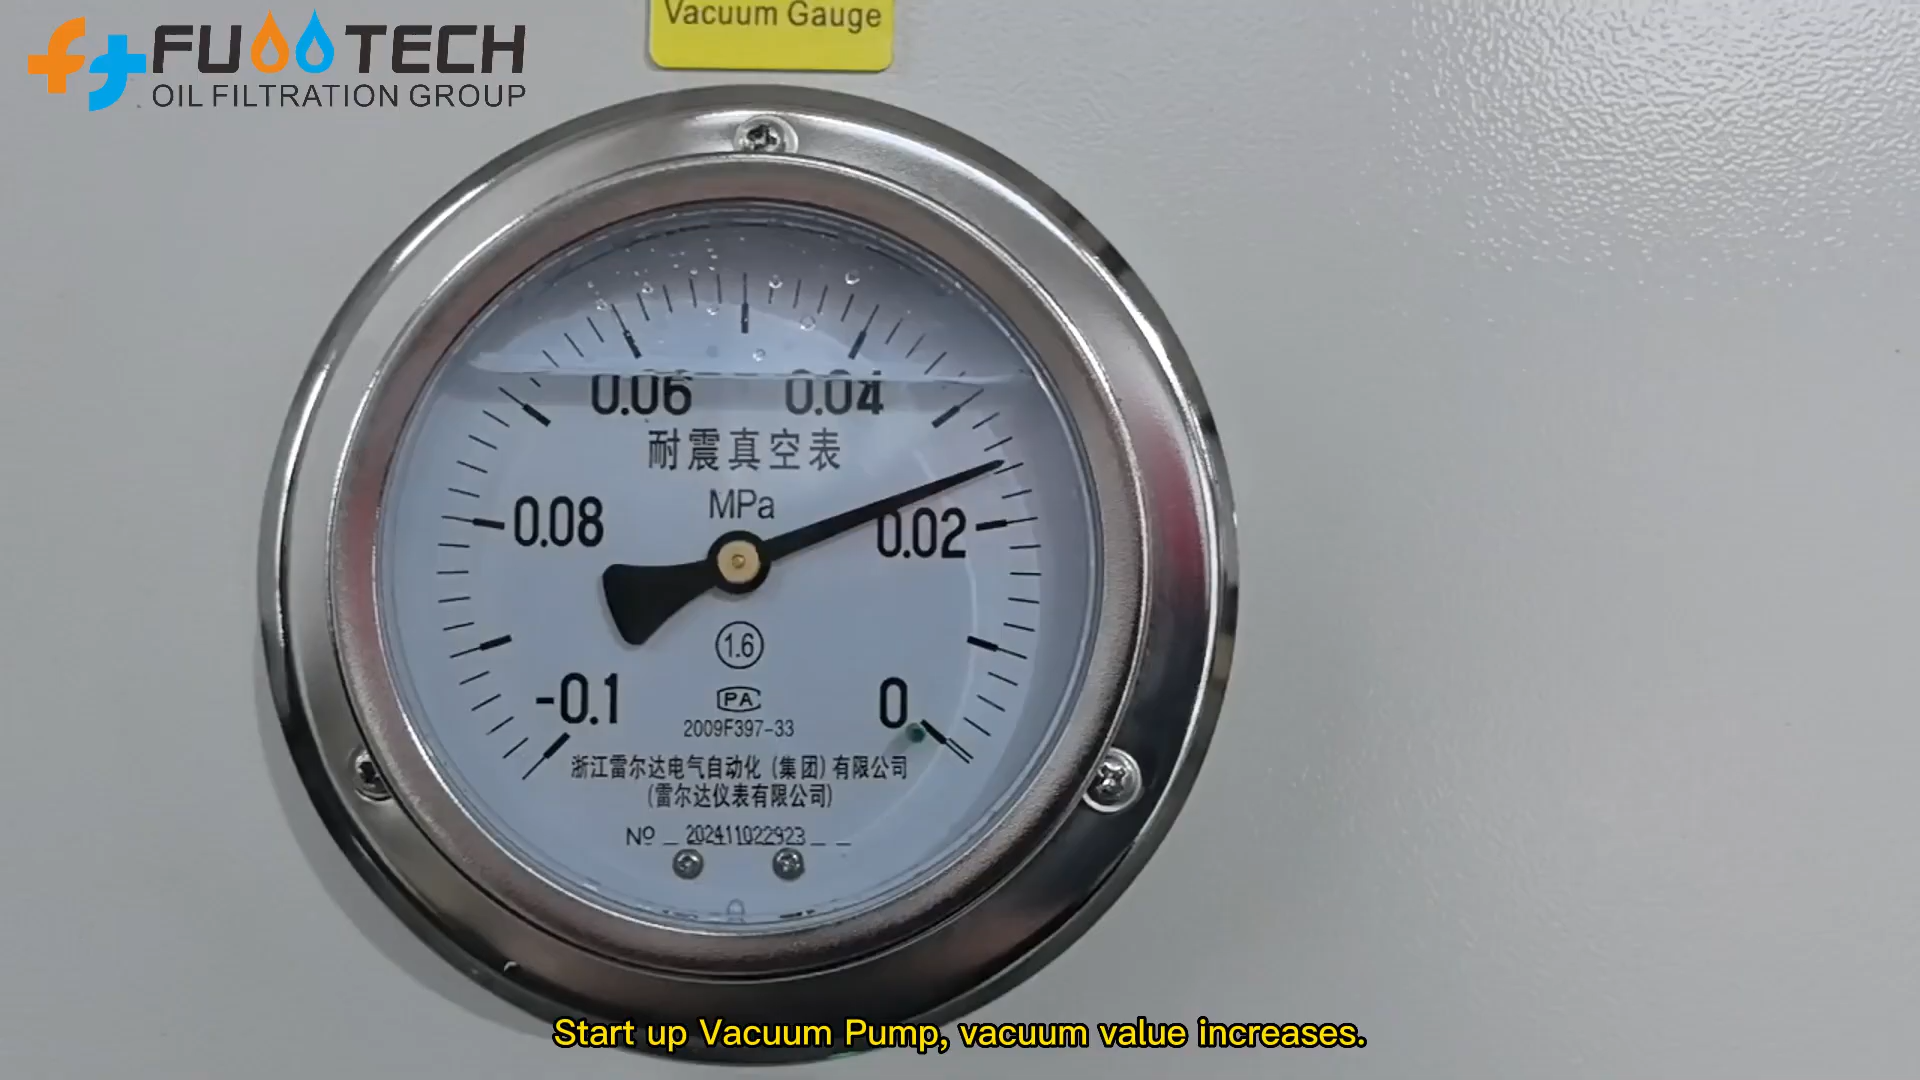 FU TECH
OIL FILTRATION GROUP
Vacuum Gauge
0.06 0.04
耐震真空表
MPa
0.08 0.02
1.6
-0.1 0
PA
2009F397-33
浙江雷尔达电气自动化(集团)有限公司
(雷尔达仪表有限公司)
Nº 202411022923
Start up Vacuum Pump, vacuum value increases.